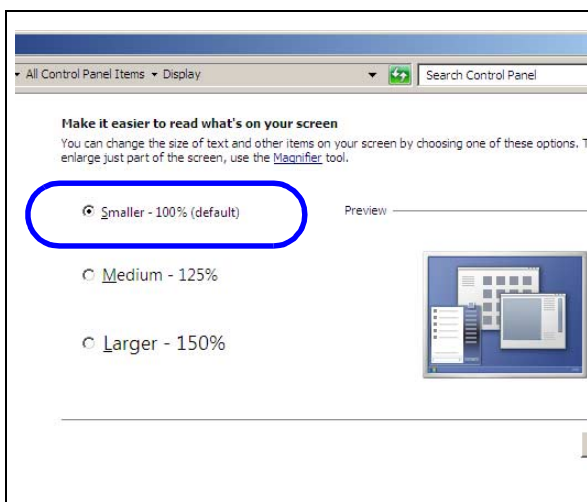 All Control Panel Items Display Search Control Panel
Make it easier to read what's on your screen
You can change the size of text and other items on your screen by choosing one of these options. T
enlarge just part of the screen, use the Magnifier tool.
Smaller - 100% (default) Preview
Medium - 125%
Larger - 150%